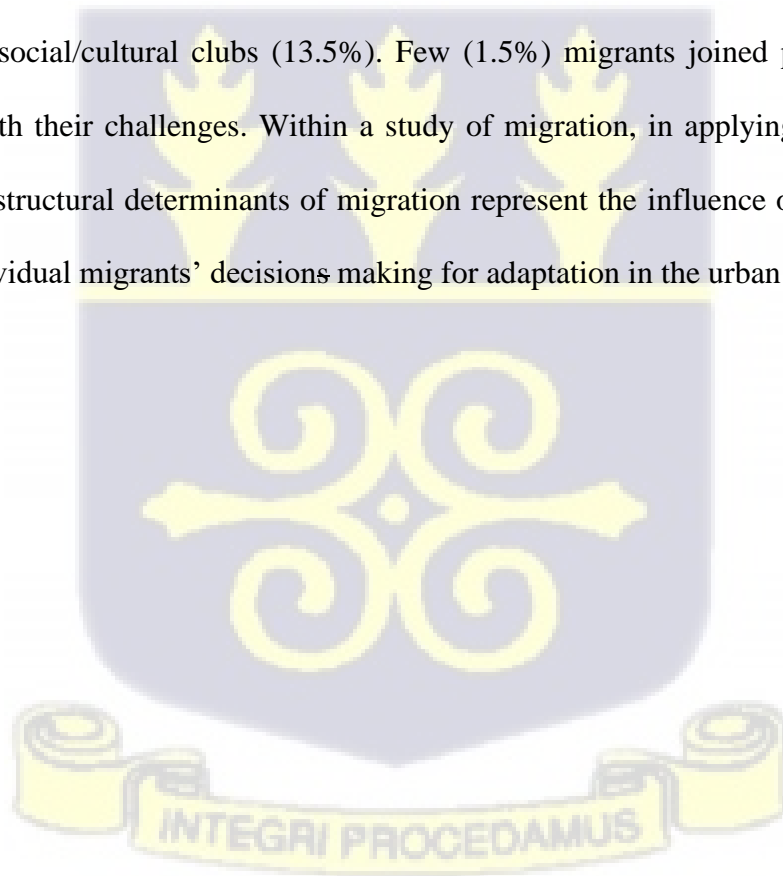 social/cultural clubs (13.5%). Few (1.5%) migrants joined
th their challenges. Within a study of migration, in applying
structural determinants of migration represent the influence
vidual migrants’ decisions making for adaptation in the urban
INTEGRI PROCEDAMUS